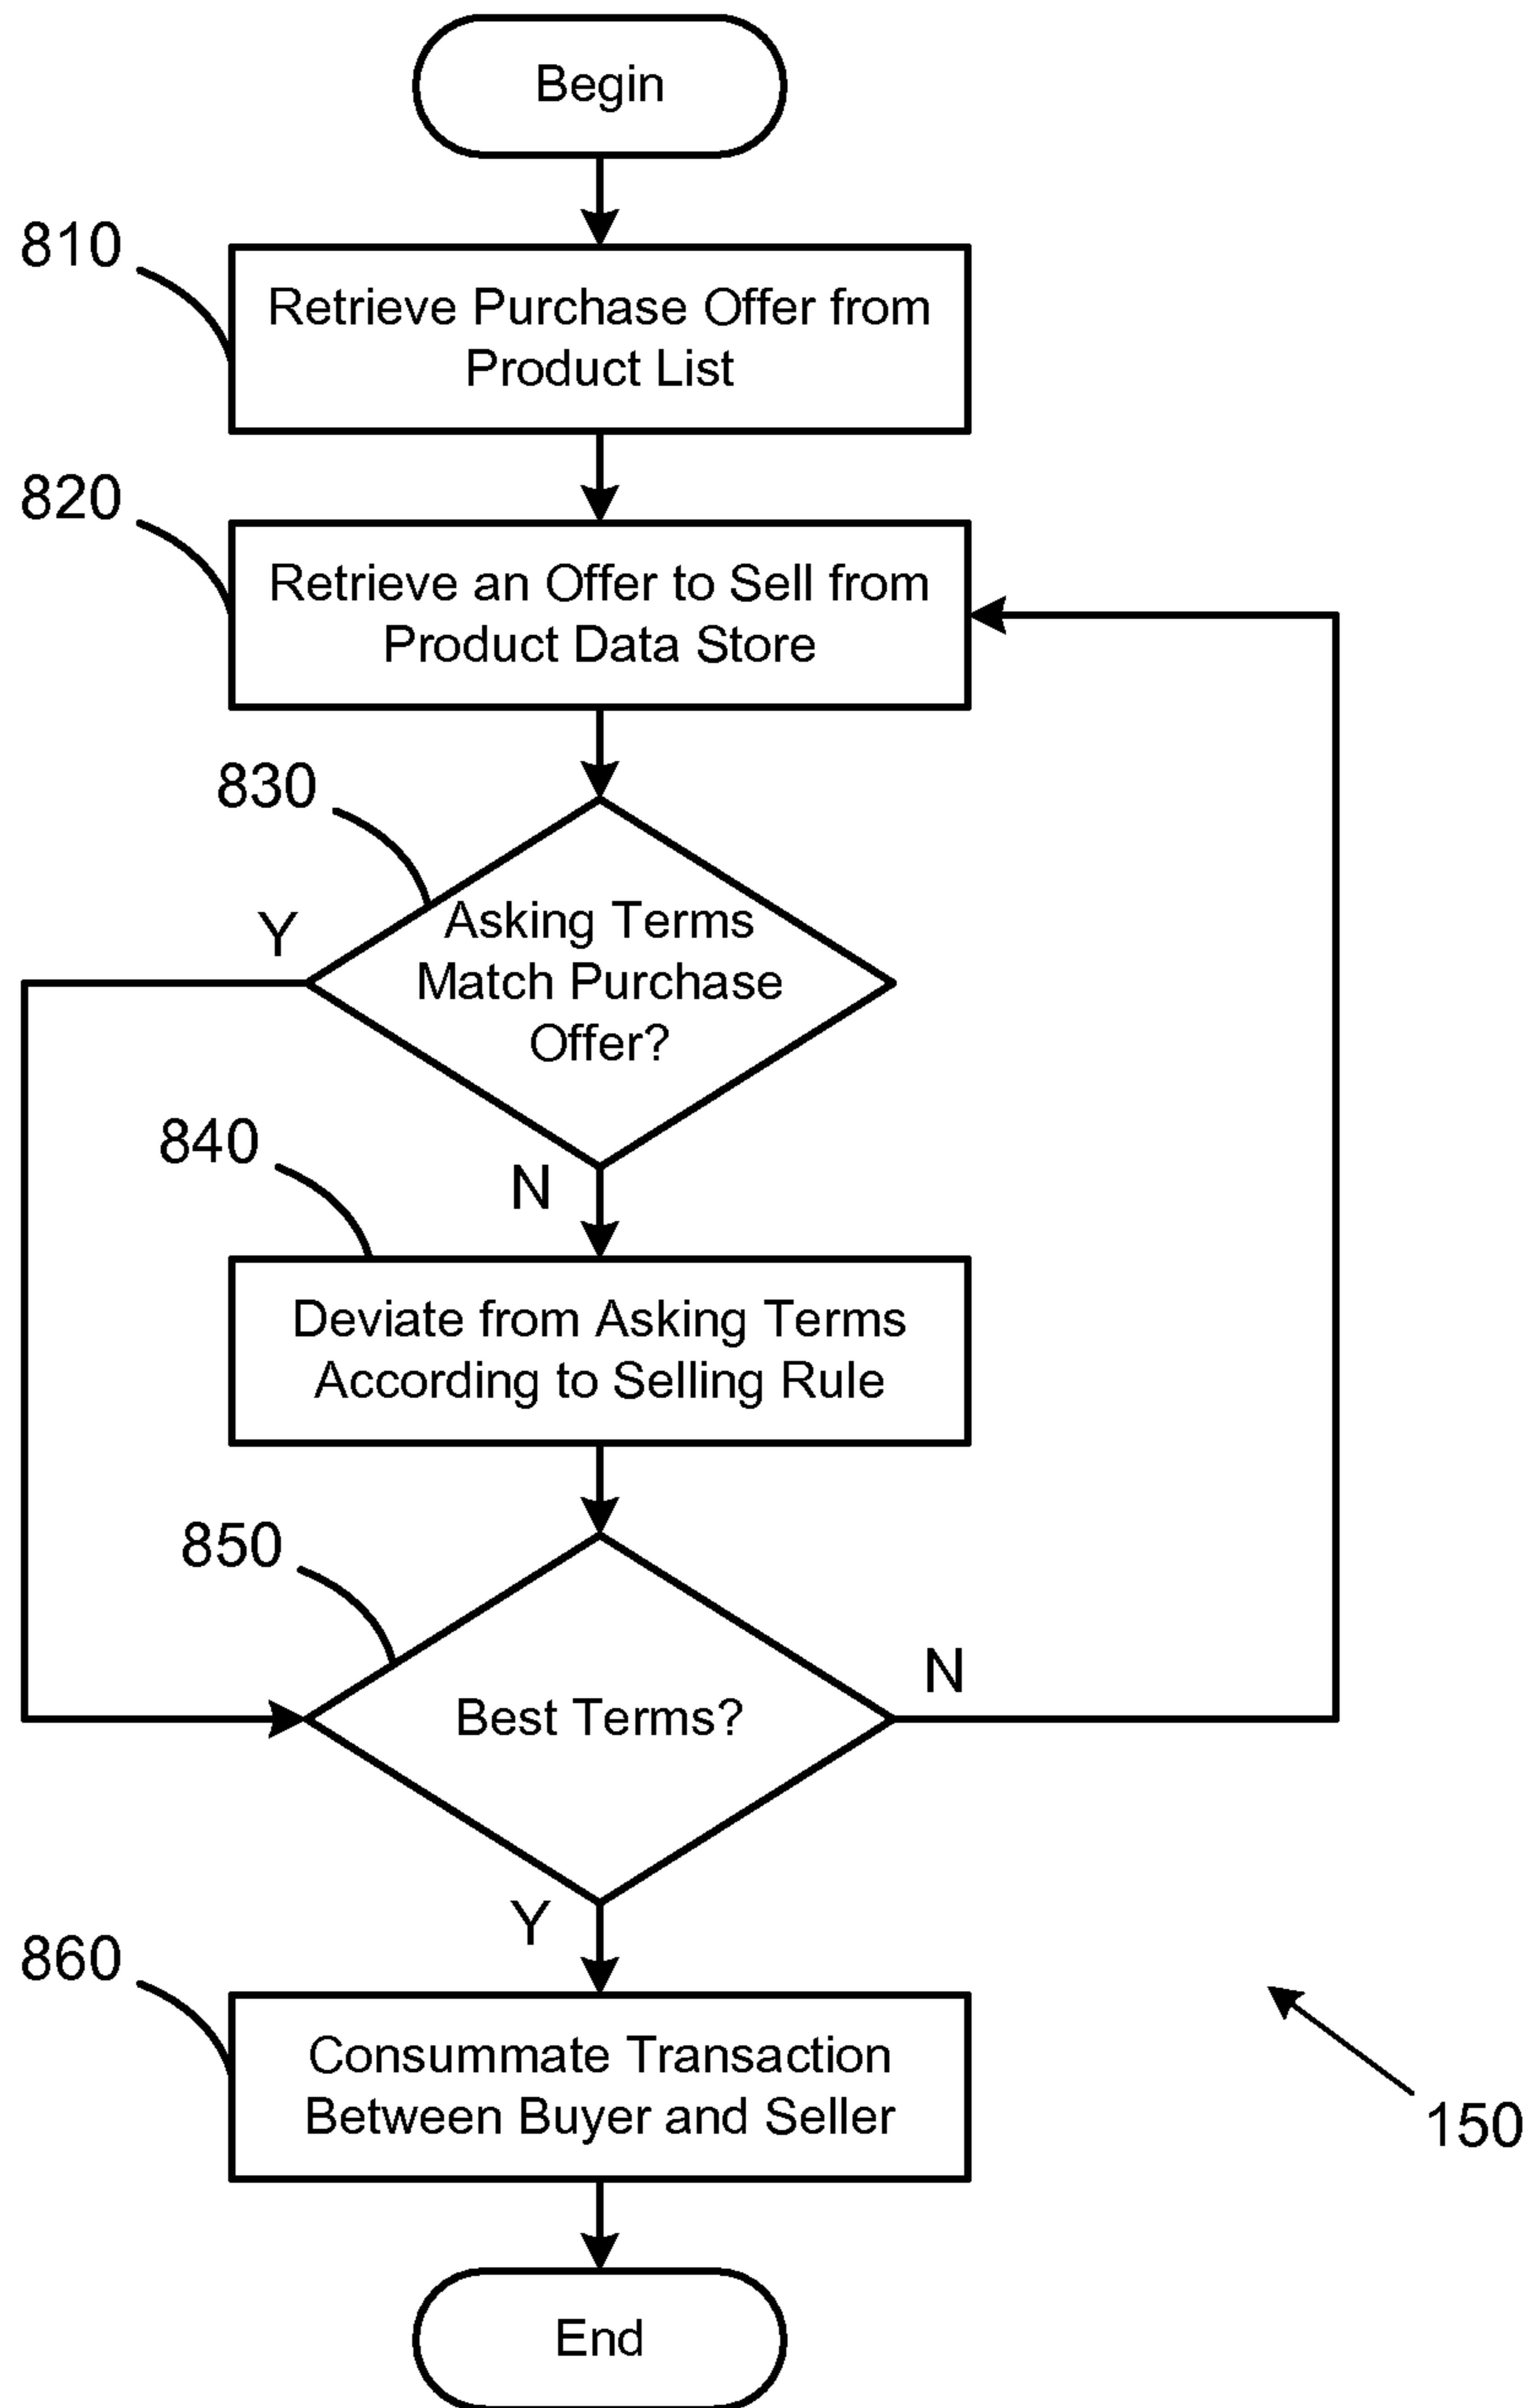 Begin
810
Retrieve Purchase Offer from
Product List
820
Retrieve an Offer to Sell from
Product Data Store
830
Y
Asking Terms
Match Purchase
Offer?
840
N
Deviate from Asking Terms
According to Selling Rule
850
Best Terms?
N
Y
860
Consummate Transaction
Between Buyer and Seller
150
End